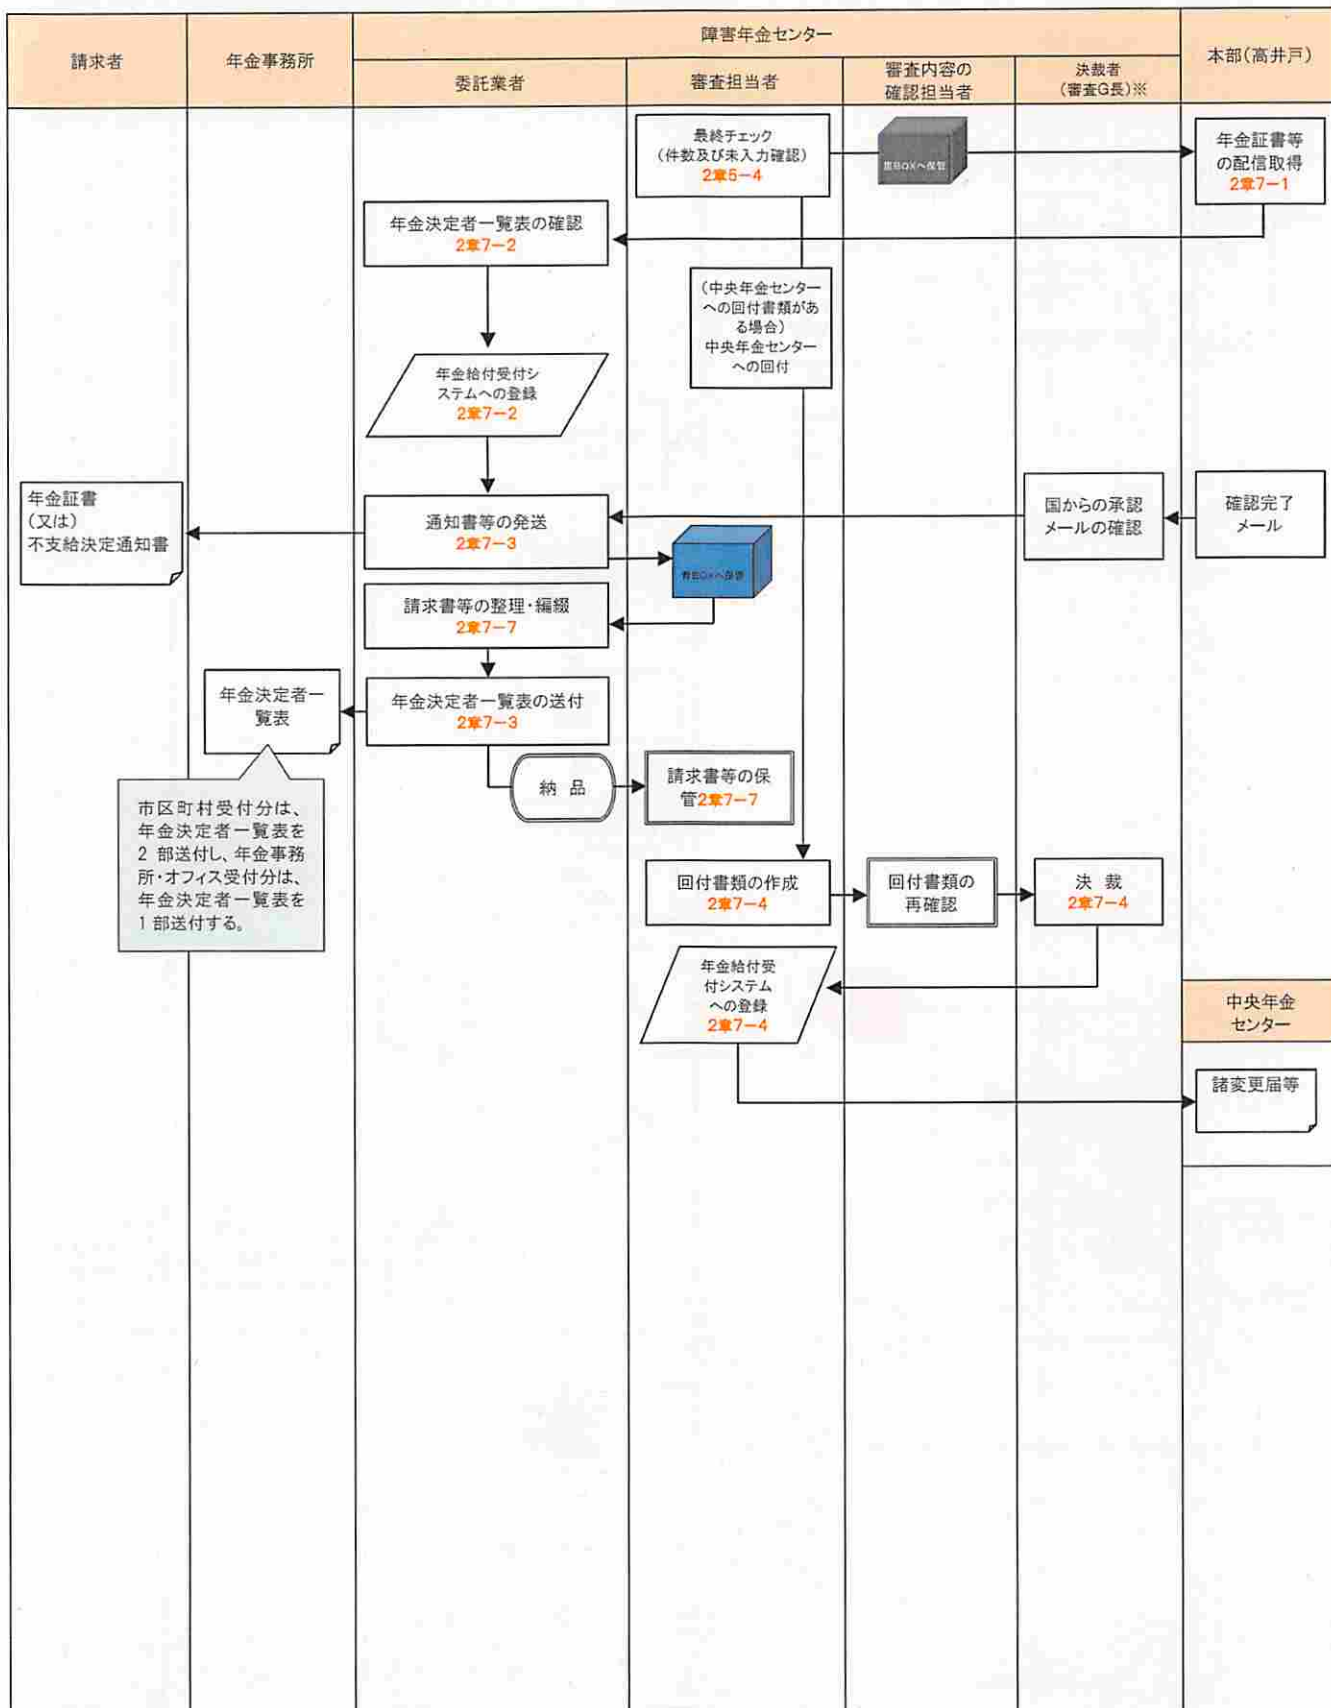 請求者
年金事務所
障害年金センター
本部(高井戸)
委託業者
審査担当者
審査内容の
確認担当者
決裁者
(審査G長)※
最終チェック
(件数及び未入力確認)
2章5-4
黒BOXへ保管
年金証書等
の配信取得
2章7-1
年金決定者一覧表の確認
2章7-2
(中央年金センター
への回付書類があ
る場合)
中央年金センター
への回付
年金給付受付シ
ステムへの登録
2章7-2
年金証書
(又は)
不支給決定通知書
通知書等の発送
2章7-3
国からの承認
メールの確認
確認完了
メール
青BOXへ保管
請求書等の整理・編綴
2章7-7
年金決定者一
覧表
年金決定者一覧表の送付
2章7-3
納 品
請求書等の保
管2章7-7
市区町村受付分は、
年金決定者一覧表を
2 部送付し、年金事務
所・オフィス受付分は、
年金決定者一覧表を
1 部送付する。
回付書類の作成
2章7-4
回付書類の
再確認
決 裁
2章7-4
年金給付受
付システム
への登録
2章7-4
中央年金
センター
諸変更届等